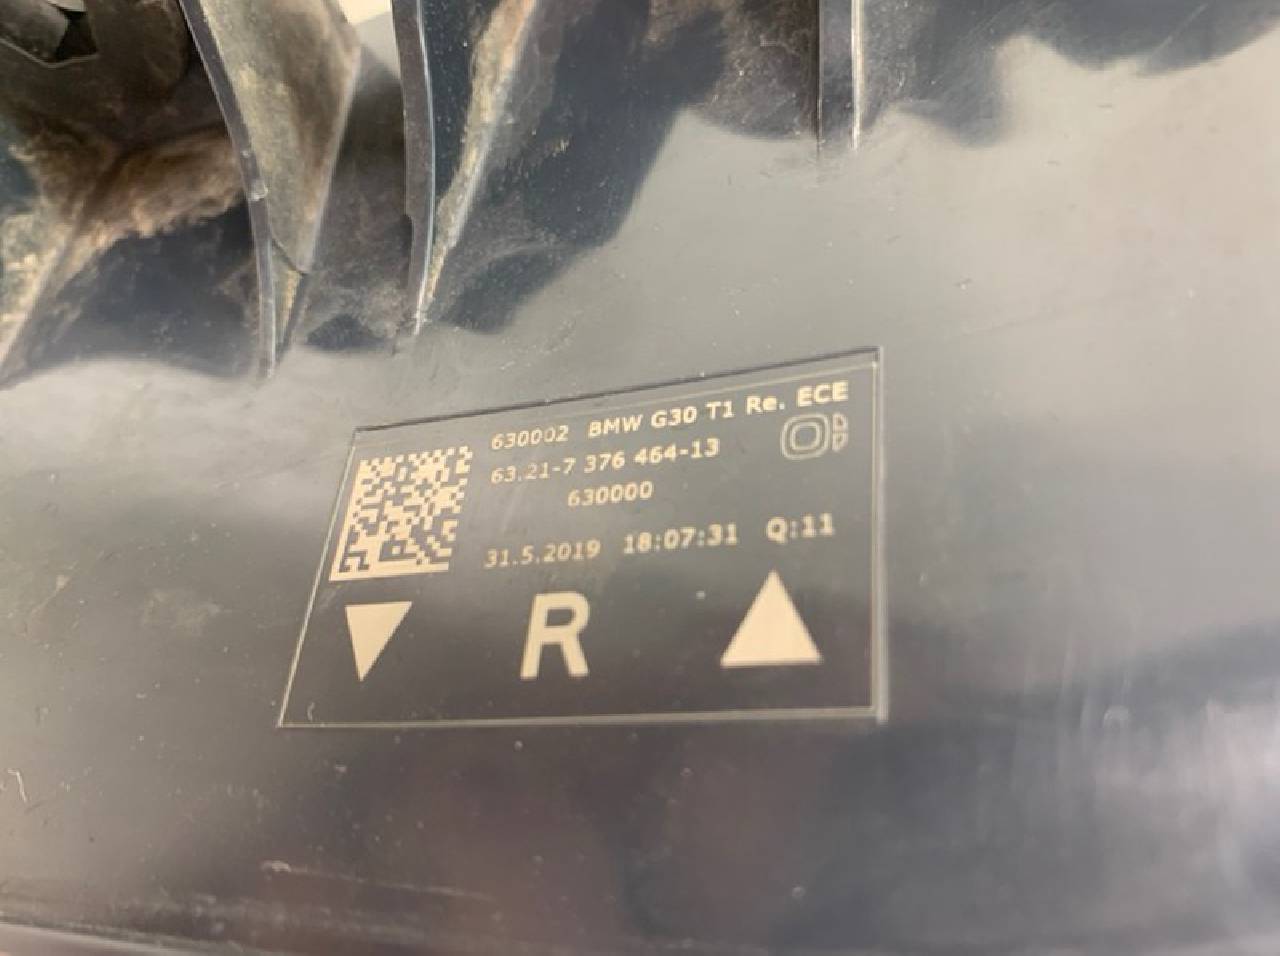 630002 BMW G30 T1 Re. ECE
63.21-7 376 464-13
630000
31.5.2019 18:07:31 Q:11
R